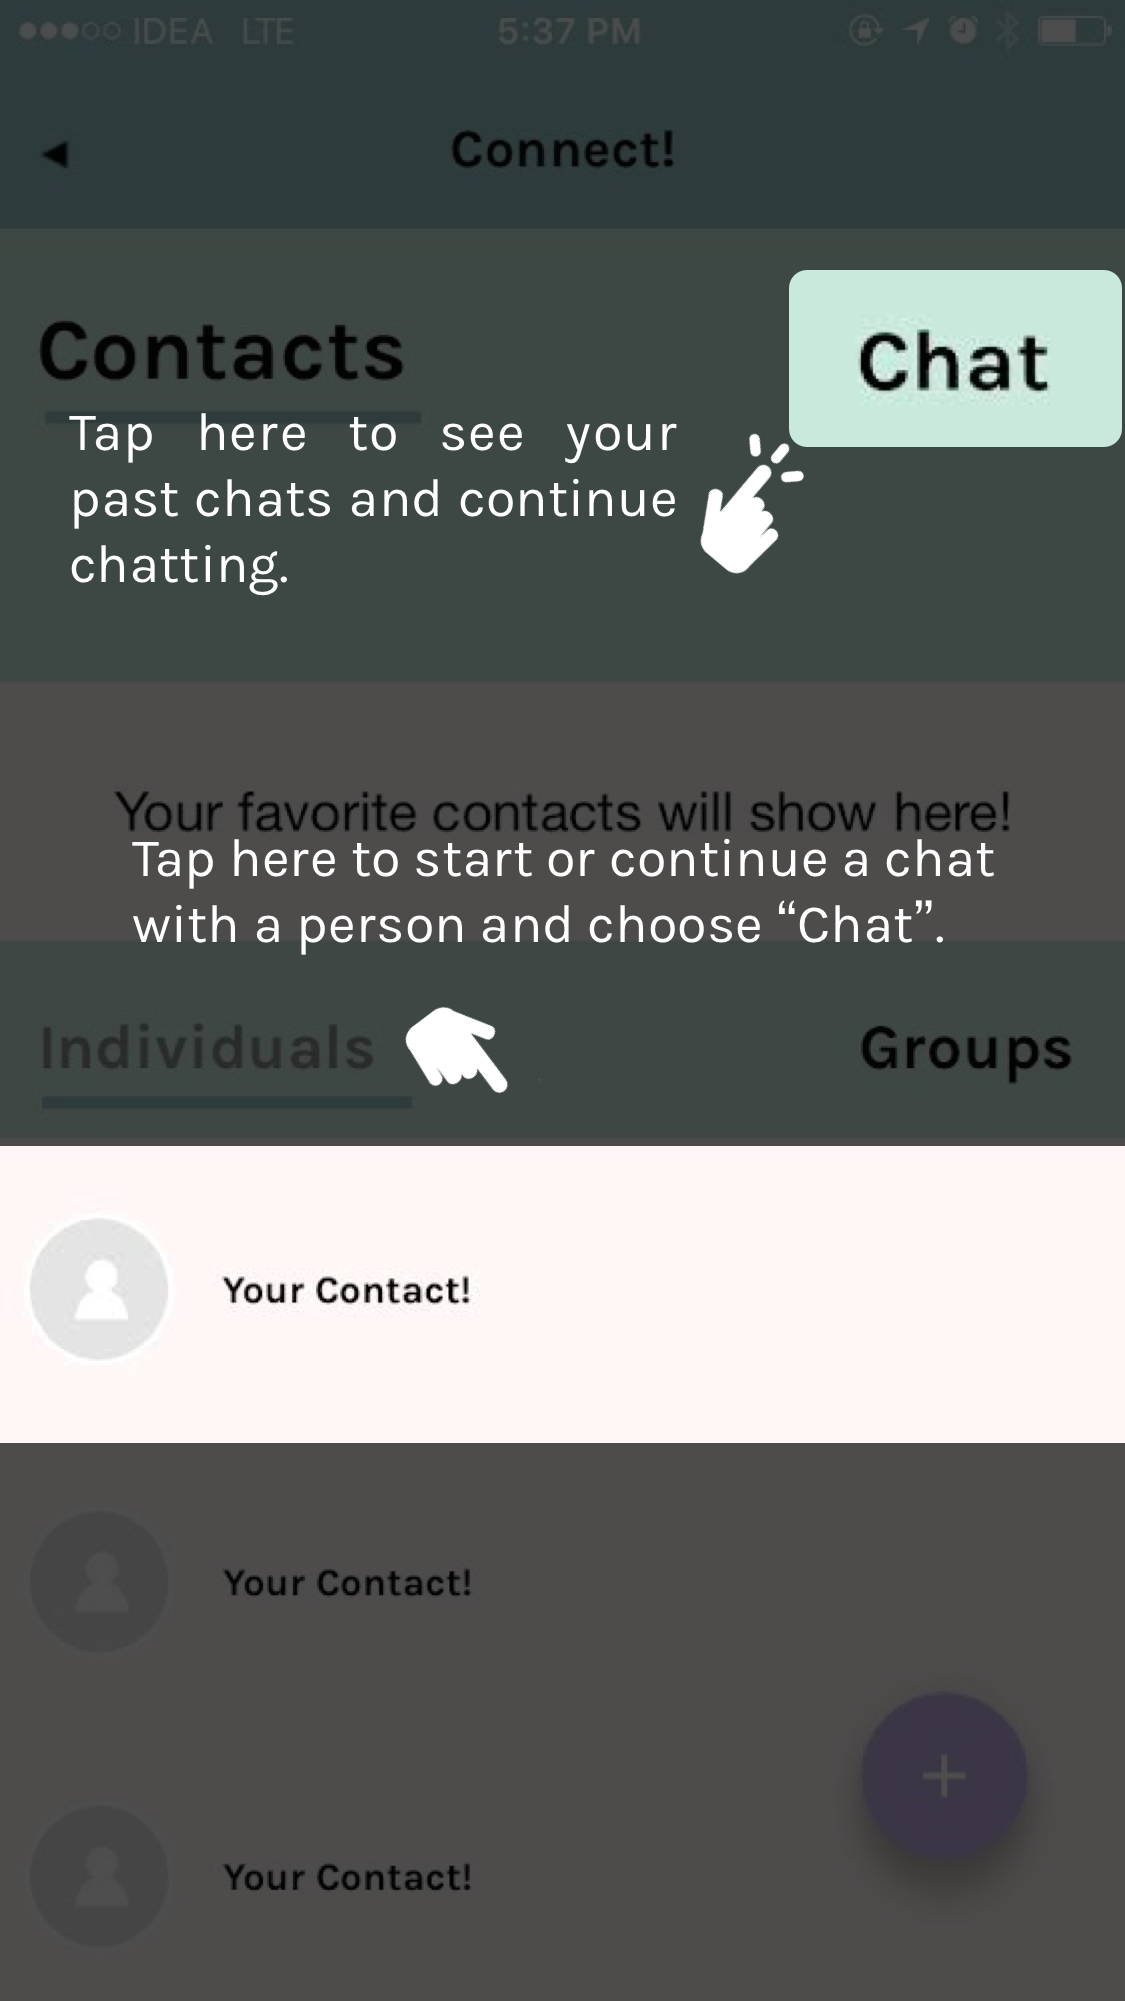 IDEA LTE 5:37 PM
Connect!
Contacts
Chat
Tap here to see your
past chats and continue
chatting.
Your favorite contacts will show here!
Tap here to start or continue a chat
with a person and choose “Chat”.
Individuals
Groups
Your Contact!
Your Contact!
+
Your Contact!